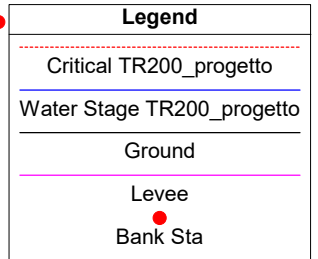 Legend
Critical TR200_progetto
Water Stage TR200_progetto
Ground
Levee
Bank Sta